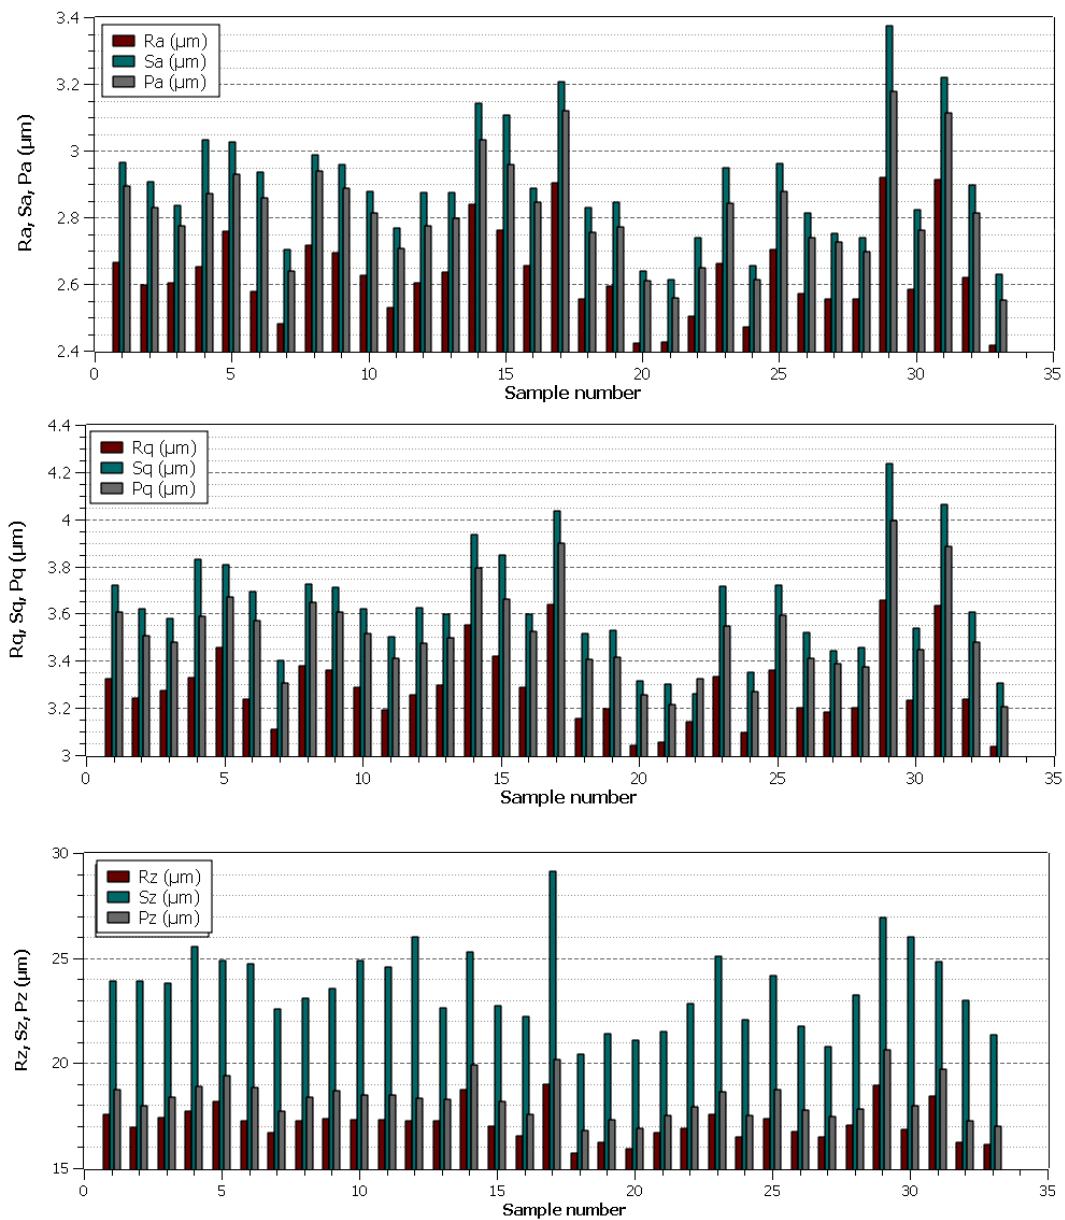 3.4
Ra (µm)
Sa (µm)
Pa (µm)
3.2
3
2.8
2.6
2.4
Ra, Sa, Pa (µm)
0 5 10 15 20 25 30 35
Sample number
4.4
Rq (µm)
Sq (µm)
Pq (µm)
4.2
4
3.8
3.6
3.4
3.2
3
Rq, Sq, Pq (µm)
0 5 10 15 20 25 30 35
Sample number
30
Rz (µm)
Sz (µm)
Pz (µm)
25
20
15
Rz, Sz, Pz (µm)
0 5 10 15 20 25 30 35
Sample number